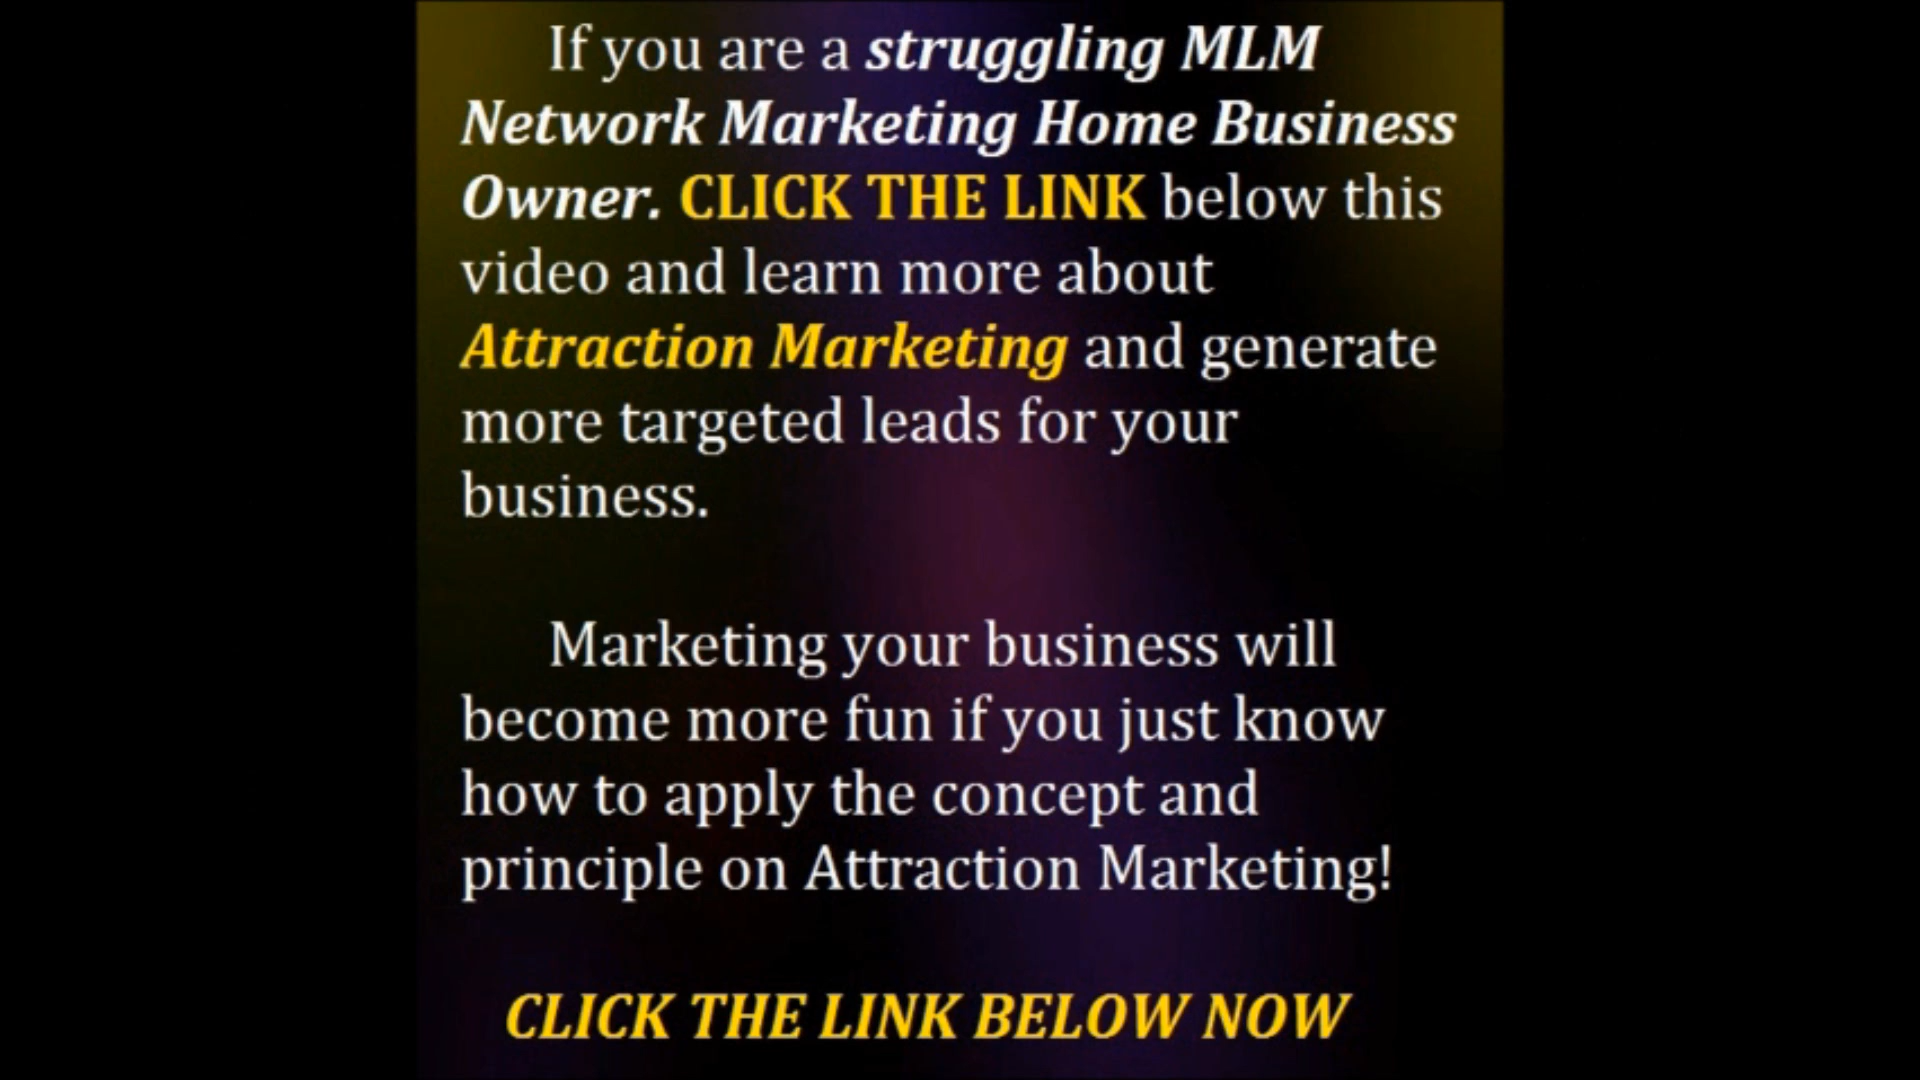 If you are a struggling MLM
Network Marketing Home Business
Owner. CLICK THE LINK below this
video and learn more about
Attraction Marketing and generate
more targeted leads for your
business.
Marketing your business will
become more fun if you just know
how to apply the concept and
principle on Attraction Marketing!
CLICK THE LINK BELOW NOW